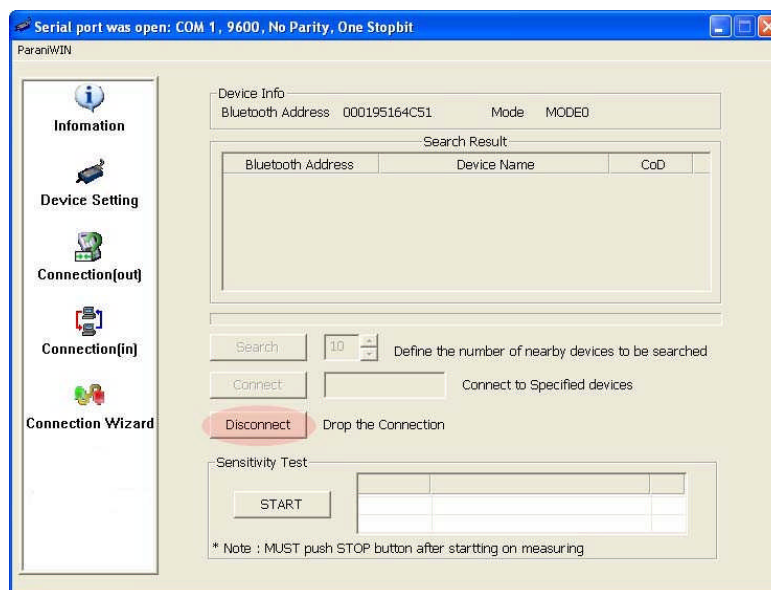 Serial port was open: COM 1, 9600, No Parity, One Stopbit
ParaniWIN
Infomation
Device Setting
Connection(out)
Connection(in)
Connection Wizard
Device Info
Bluetooth Address 000195164C51 Mode MODE0
Search Result
Bluetooth Address Device Name CoD
Search 10 Define the number of nearby devices to be searched
Connect Connect to Specified devices
Disconnect Drop the Connection
Sensitivity Test
START
* Note : MUST push STOP button after startting on measuring